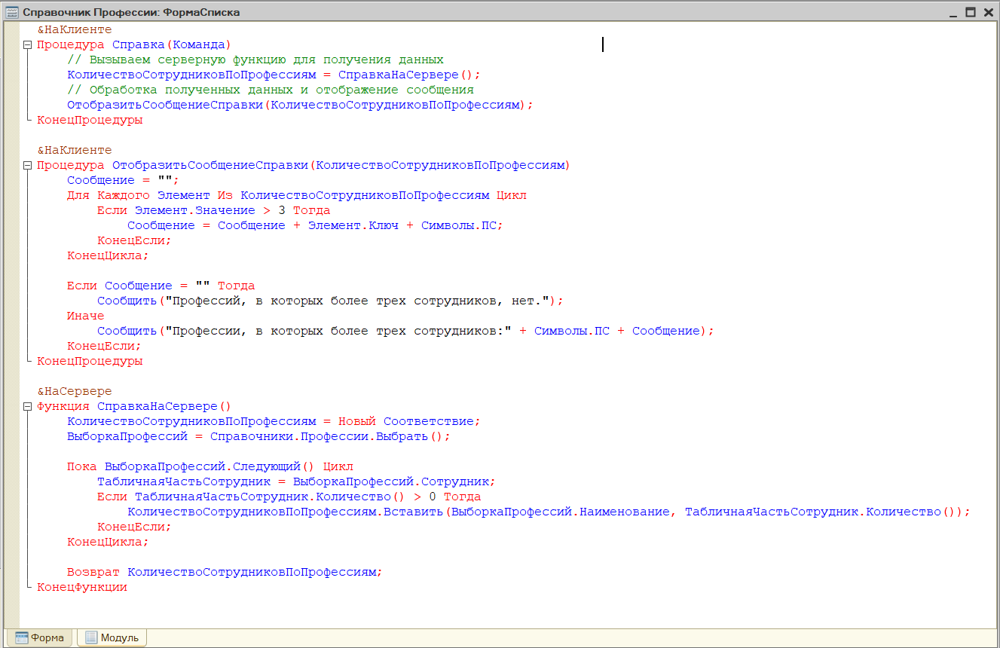 Справочник Профессии: ФормаСписка
&НаКлиенте
Процедура Справка(Команда)
// Вызываем серверную функцию для получения данных
КоличествоСотрудниковПоПрофессиям = СправкаНаСервере();
// Обработка полученных данных и отображение сообщения
ОтобразитьСообщениеСправки(КоличествоСотрудниковПоПрофессиям);
КонецПроцедуры
&НаКлиенте
Процедура ОтобразитьСообщениеСправки(КоличествоСотрудниковПоПрофессиям)
Сообщение = "";
Для Каждого Элемент Из КоличествоСотрудниковПоПрофессиям Цикл
Если Элемент.Значение > 3 Тогда
Сообщение = Сообщение + Элемент.Ключ + Символы.ПС;
КонецЕсли;
КонецЦикла;
Если Сообщение = "" Тогда
Сообщить("Профессий, в которых более трех сотрудников, нет.");
Иначе
Сообщить("Профессии, в которых более трех сотрудников:" + Символы.ПС + Сообщение);
КонецЕсли;
КонецПроцедуры
&НаСервере
Функция СправкаНаСервере()
КоличествоСотрудниковПоПрофессиям = Новый Соответствие;
ВыборкаПрофессий = Справочники.Профессии.Выбрать();
Пока ВыборкаПрофессий.Следующий() Цикл
ТабличнаяЧастьСотрудник = ВыборкаПрофессий.Сотрудник;
Если ТабличнаяЧастьСотрудник.Количество() > 0 Тогда
КоличествоСотрудниковПоПрофессиям.Вставить(ВыборкаПрофессий.Наименование, ТабличнаяЧастьСотрудник.Количество());
КонецЕсли;
КонецЦикла;
Возврат КоличествоСотрудниковПоПрофессиям;
КонецФункции
Форма
Модуль